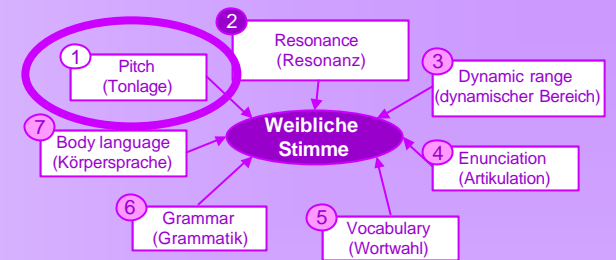 1
Pitch
(Tonlage)
2
Resonance
(Resonanz)
3
Dynamic range
(dynamischer Bereich)
4
Enunciation
(Artikulation)
5
Vocabulary
(Wortwahl)
6
Grammar
(Grammatik)
7
Body language
(Körpersprache)
Weibliche
Stimme